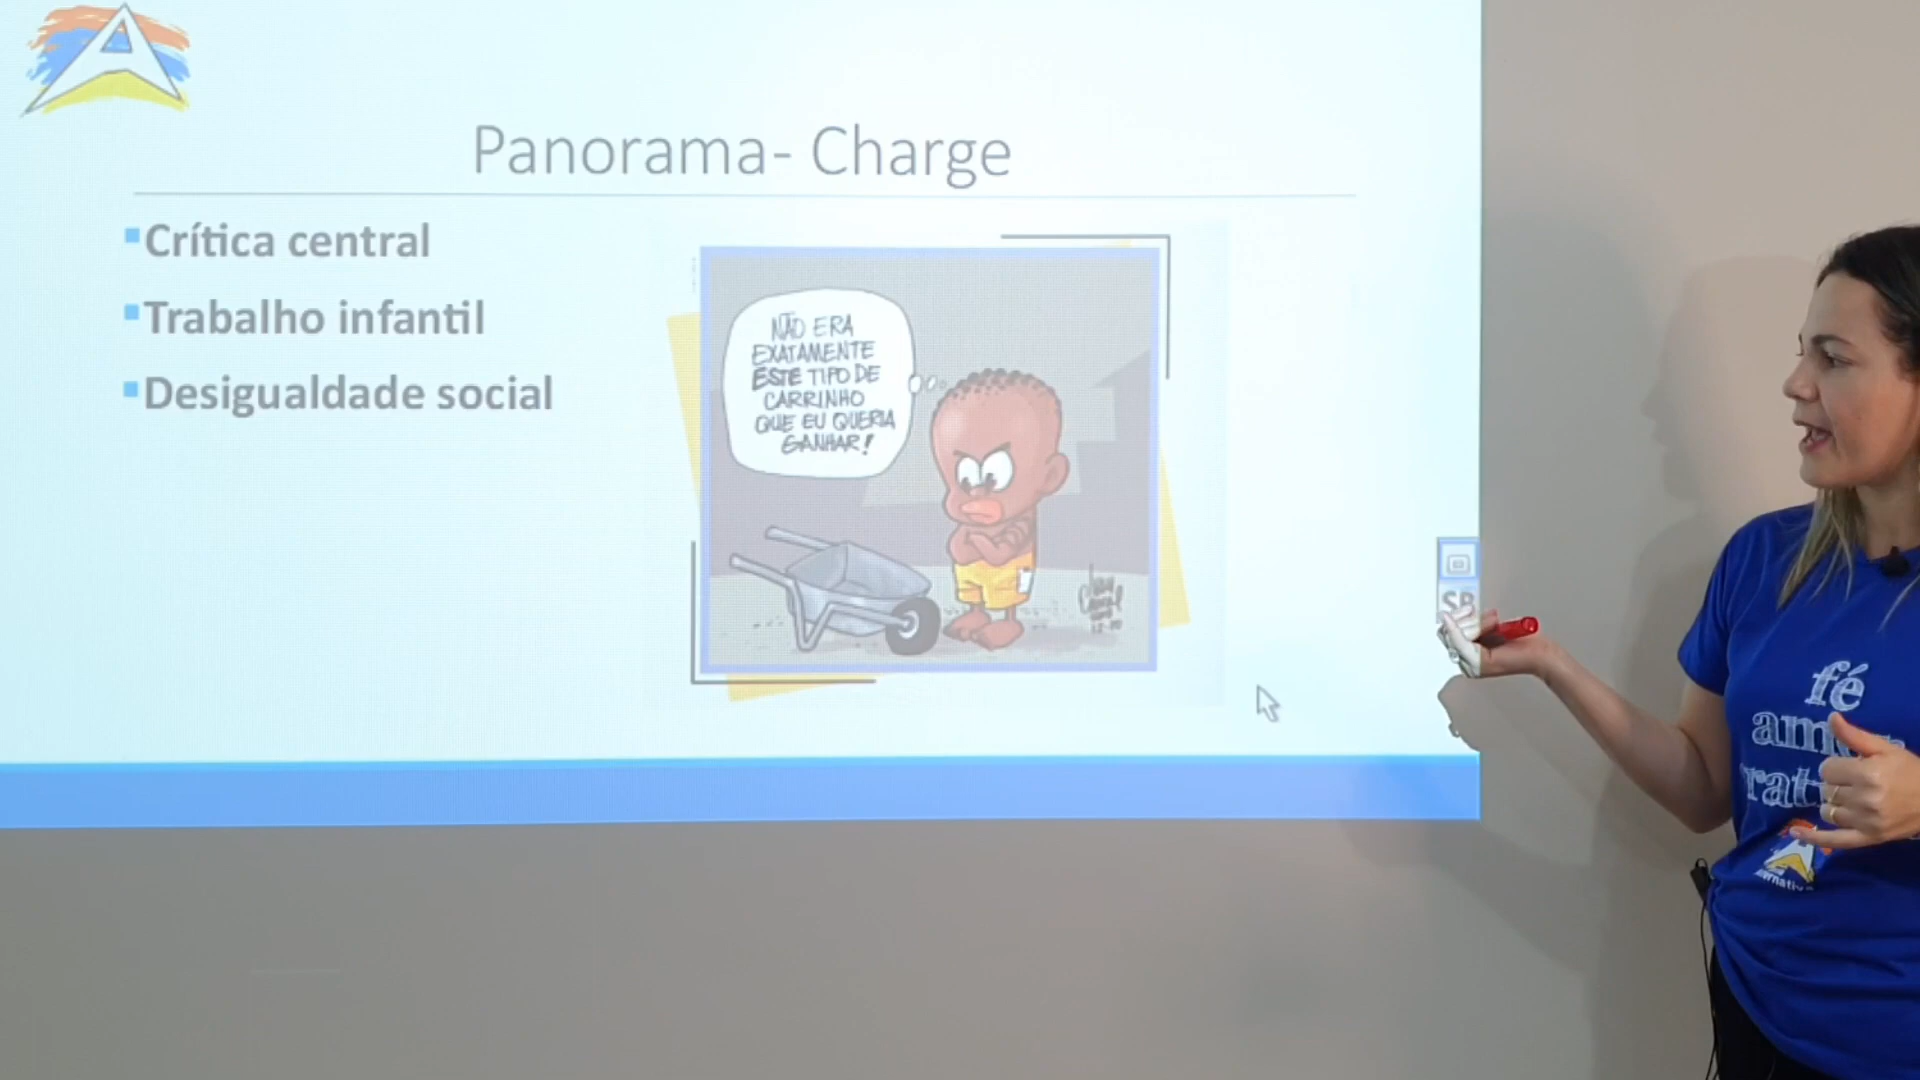 Panorama- Charge
Crítica central
Trabalho infantil
Desigualdade social
NÃO ERA
EXATAMENTE
ESTE TIPO DE
CARRINHO
QUE EU QUERIA
GANHAR!
fé